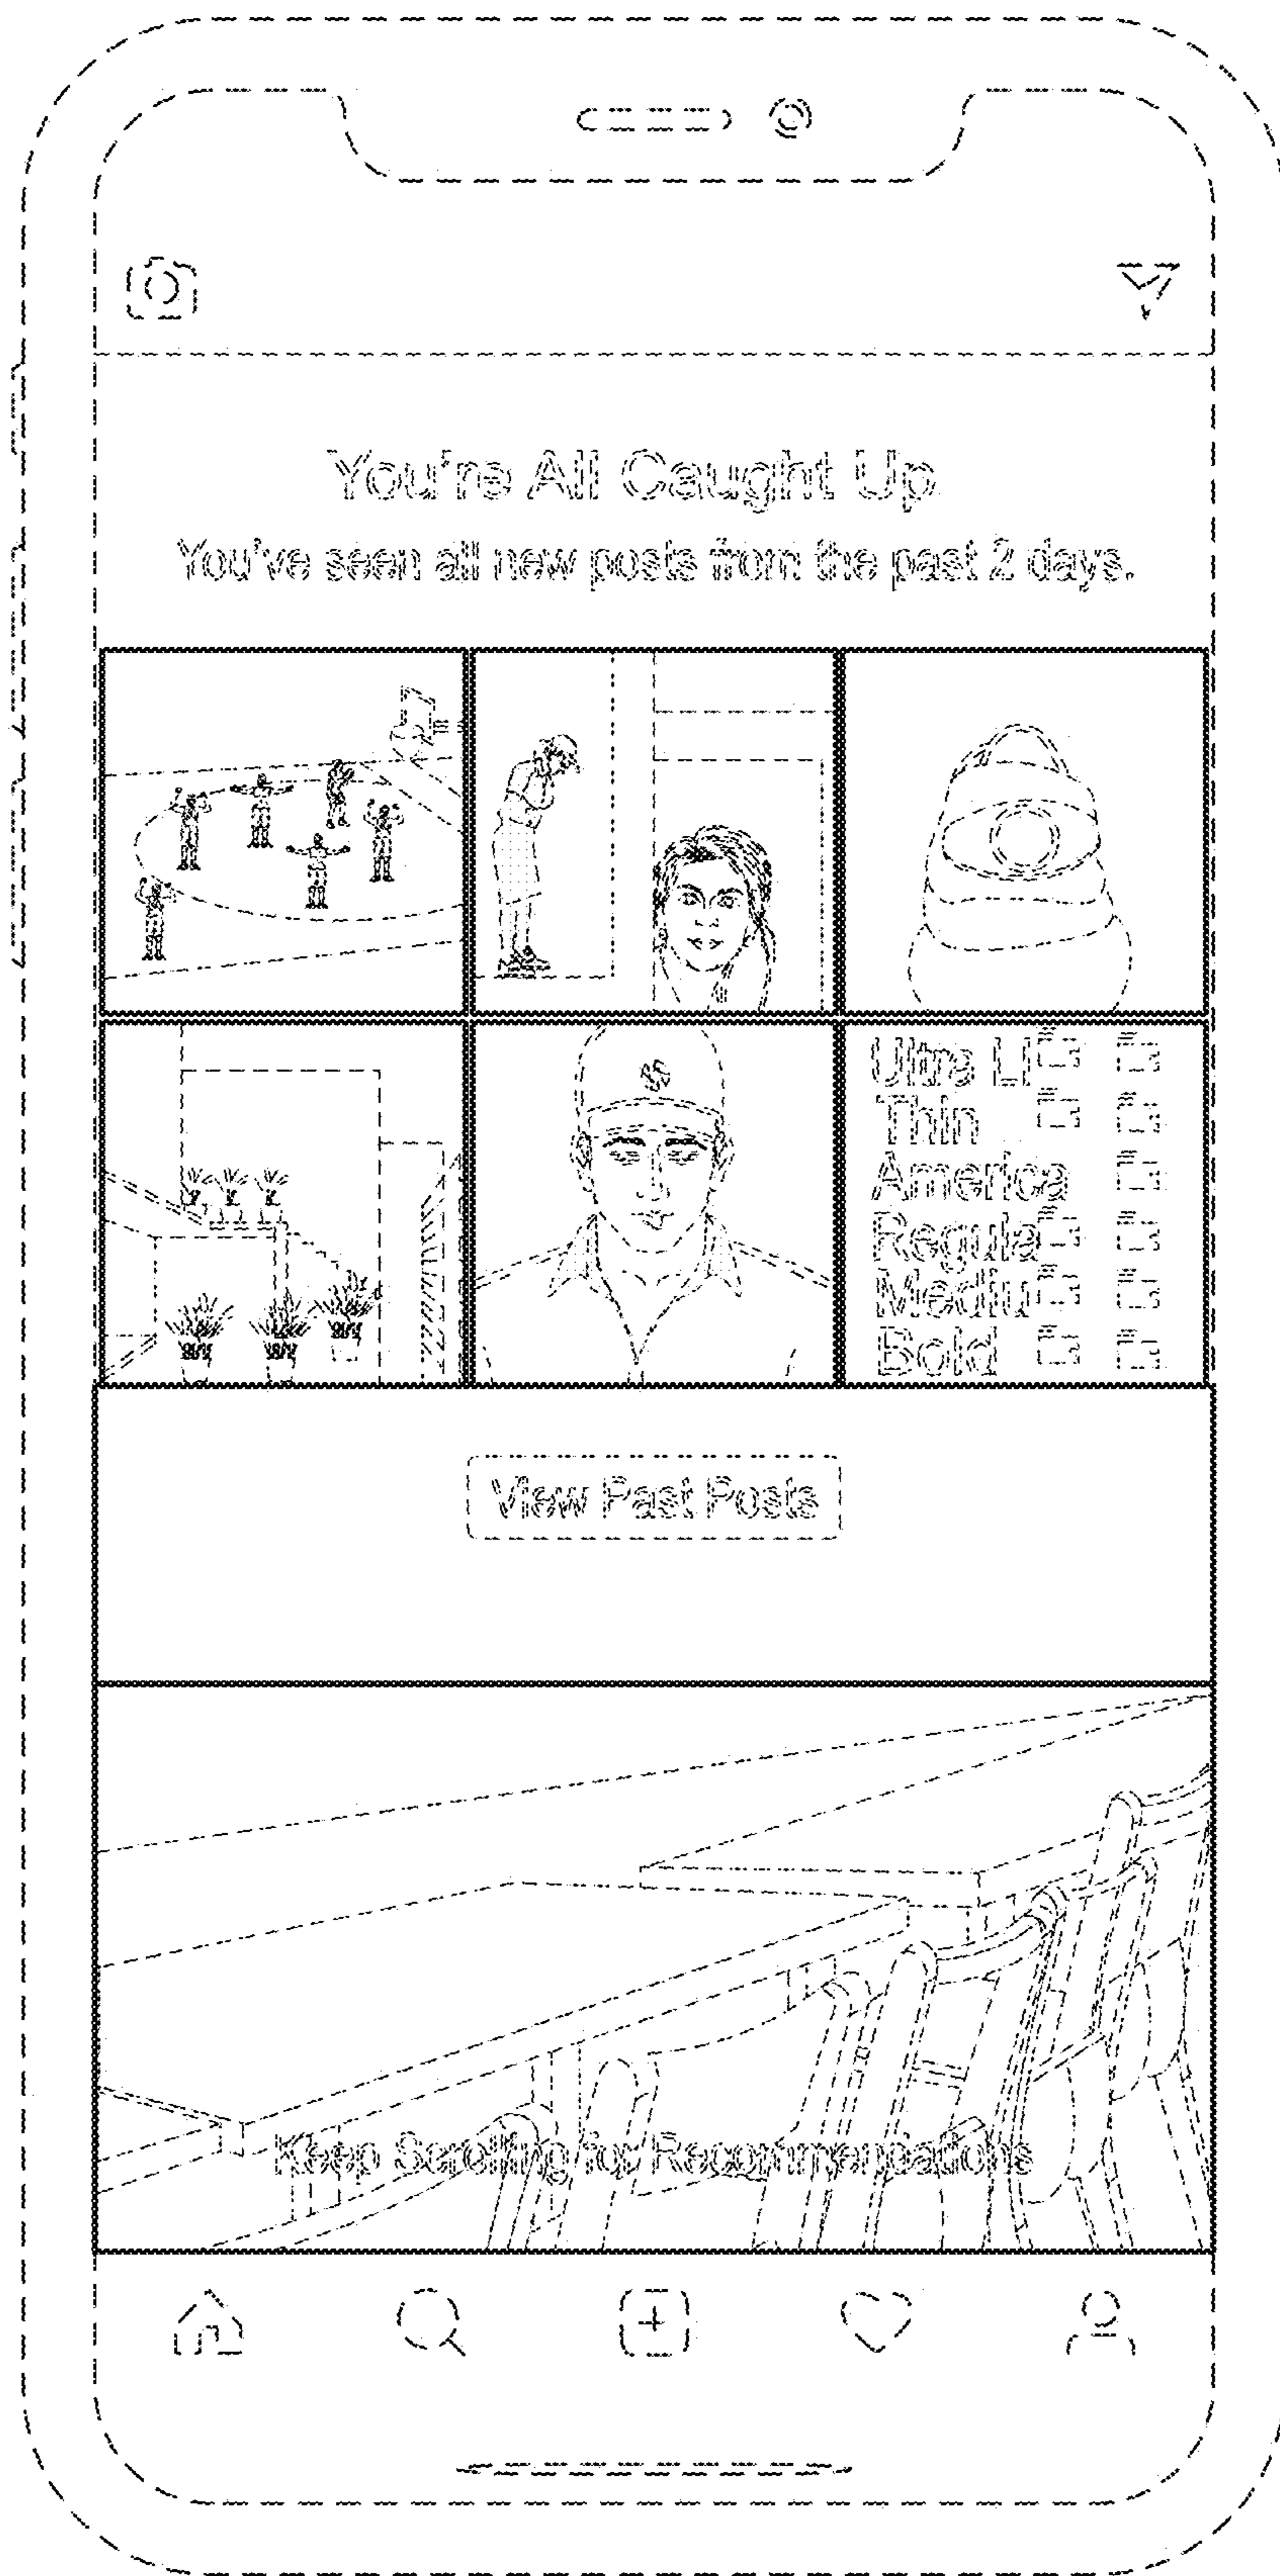 You're All Caught Up
You've seen all new posts from the past 2 days.
Ultra Li
Thin
America
Regula
Mediu
Bold
View Past Posts
Keep Scrolling for Recommendations